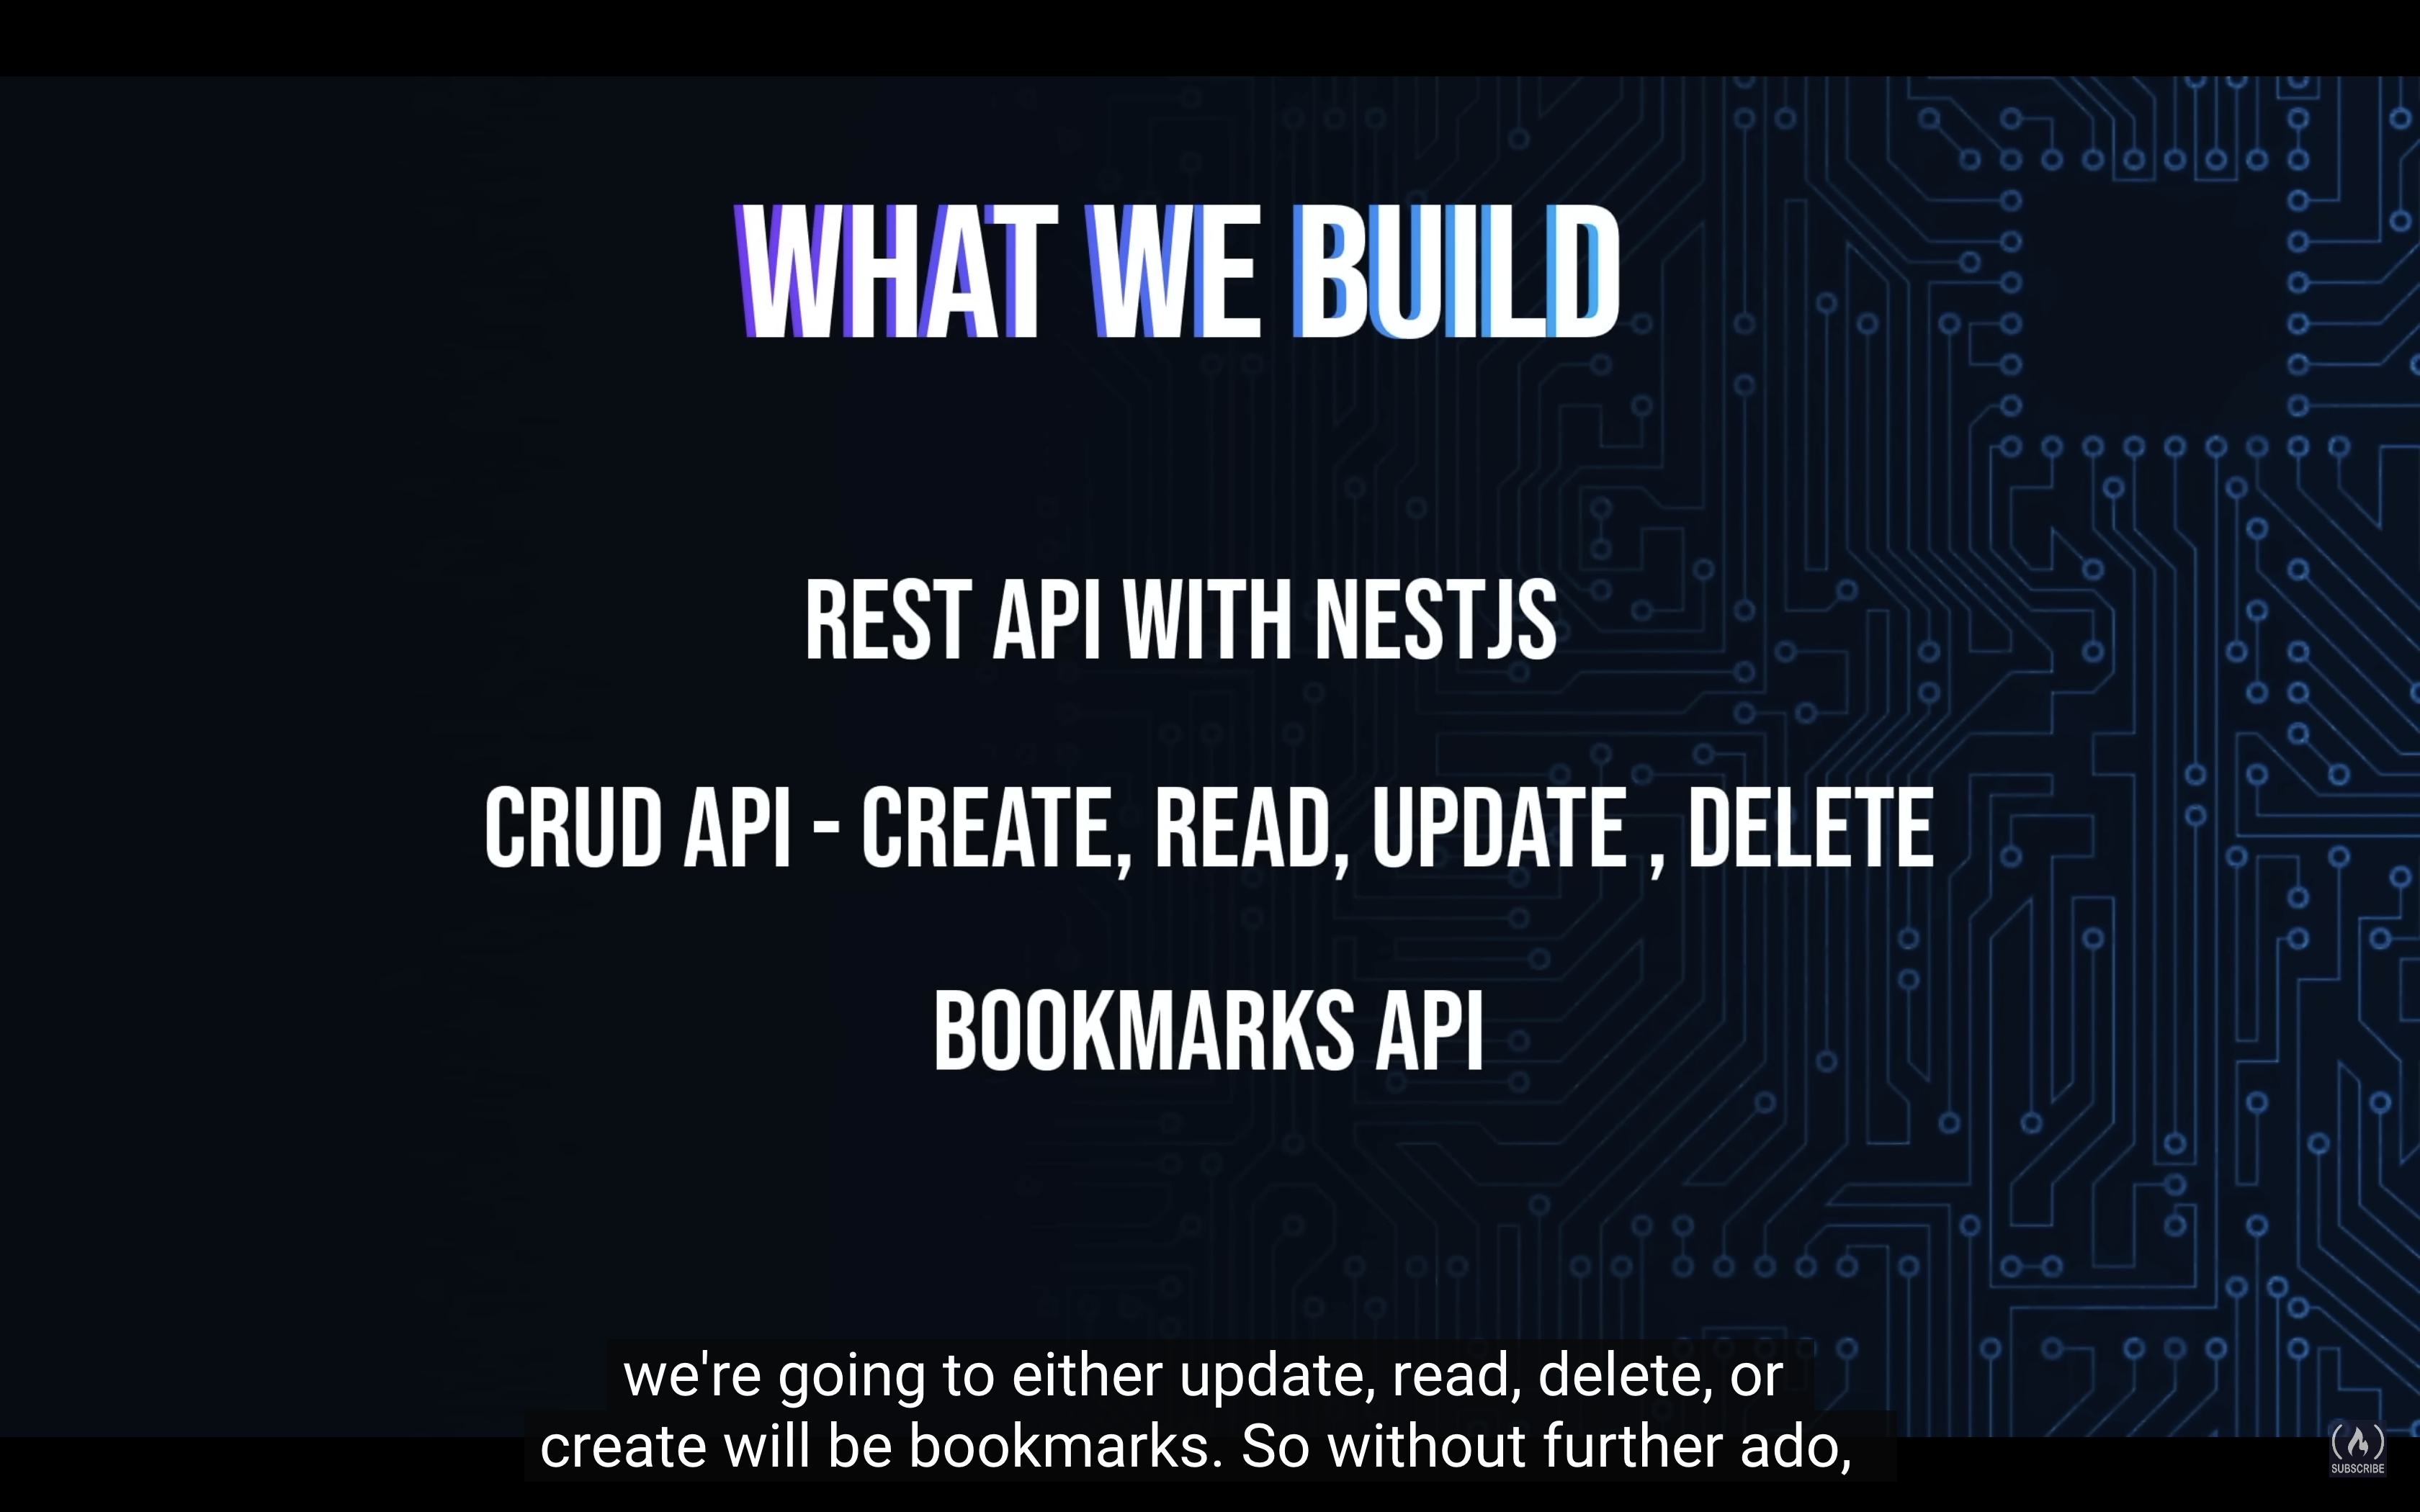 WHAT WE BUILD
REST API WITH NESTJS
CRUD API - CREATE, READ, UPDATE , DELETE
BOOKMARKS API
we're going to either update, read, delete, or
create will be bookmarks. So without further ado,
SUBSCRIBE